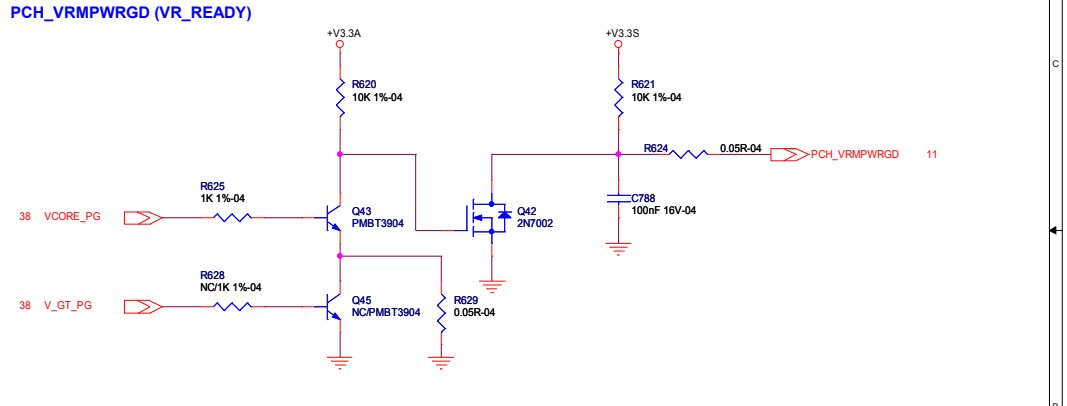 PCH_VRMPWRGD (VR_READY)
+V3.3A
+V3.3S
C
R620
10K 1%-04
R621
10K 1%-04
R624
0.05R-04
PCH_VRMPWRGD 11
R625
1K 1%-04
38 VCORE_PG
Q43
PMBT3904
Q42
2N7002
C788
100nF 16V-04
R628
NC/1K 1%-04
38 V_GT_PG
Q45
NC/PMBT3904
R629
0.05R-04